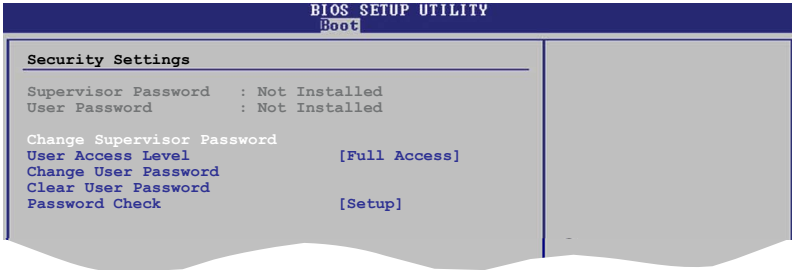 BIOS SETUP UTILITY
Boot
Security Settings
Supervisor Password : Not Installed
User Password : Not Installed
Change Supervisor Password
User Access Level [Full Access]
Change User Password
Clear User Password
Password Check [Setup]